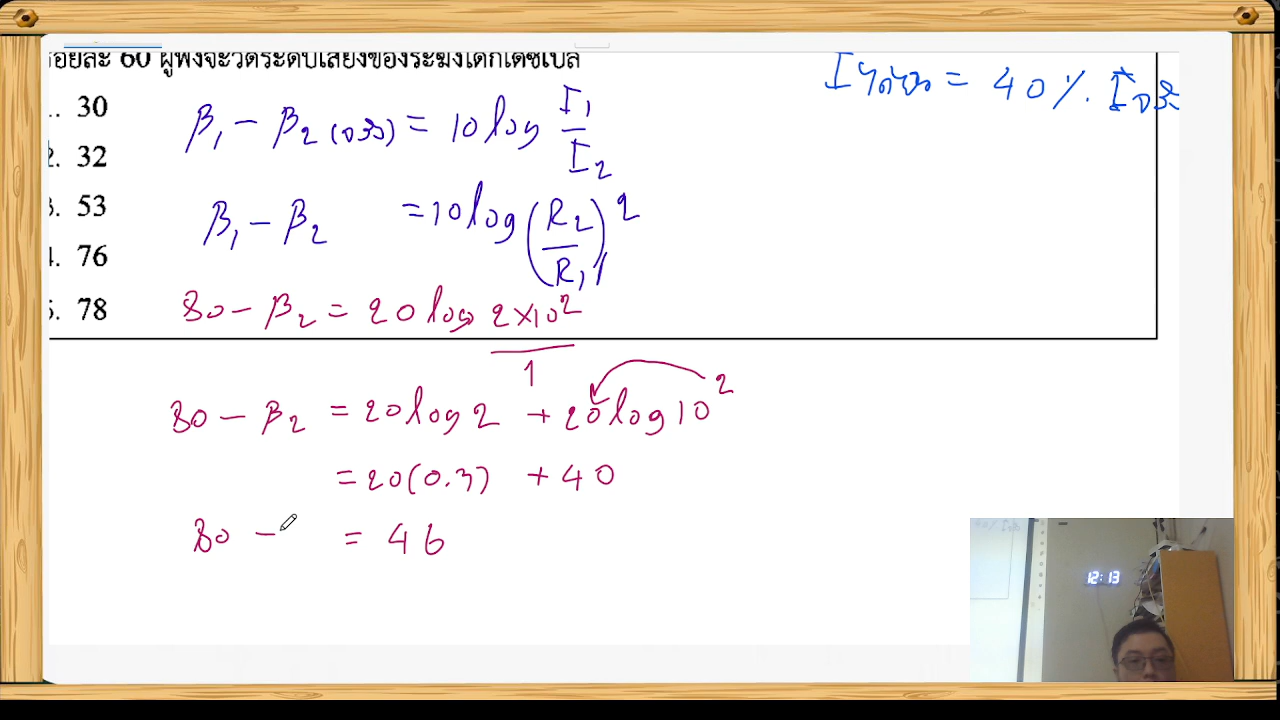 ร้อยละ 60 ผู้ฟังจะวัดระดับเสียงของระฆังได้กี่เดซิเบล
1. 30
2. 32
3. 53
4. 76
5. 78
I = 40 %. I
β₁ - β₂ = 10 log I₁/I₂
β₁ - β₂ = 10 log (R₂/R₁)²
80 - β₂ = 20 log 2×10²/1
80 - β₂ = 20 log 2 + 20 log 10²
= 20(0.3) + 40
80 - = 46
12:13